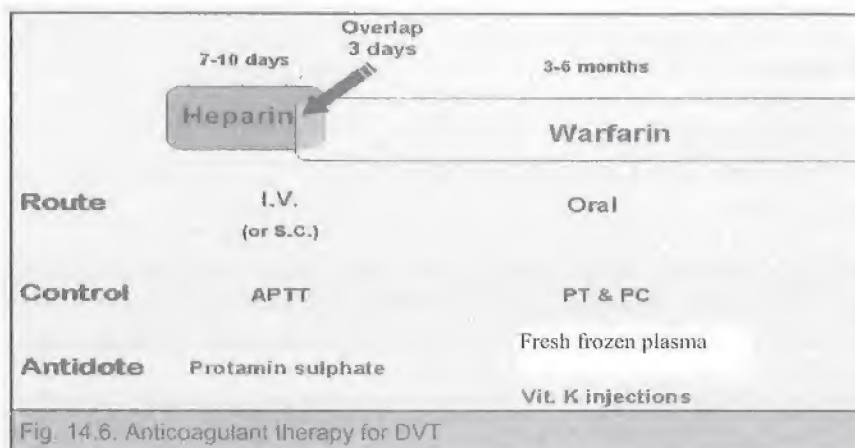 Overlap
3 days
7-10 days
3-6 months
Heparin
Warfarin
Route
I.V.
(or S.C.)
Oral
Control
APTT
PT & PC
Antidote
Protamin sulphate
Fresh frozen plasma
Vit. K injections
Fig. 14.6. Anticoagulant therapy for DVT